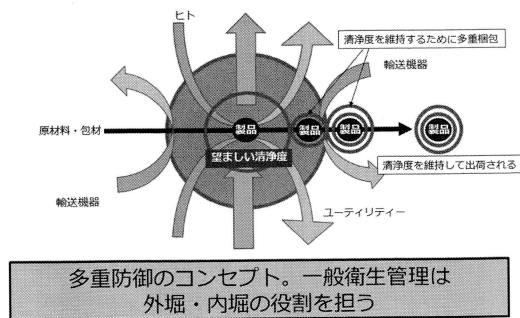 ヒト
清浄度を維持するために多重梱包
輸送機器
原材料・包材
製品
製品
製品
製品
望ましい清浄度
清浄度を維持して出荷される
輸送機器
ユーティリティー
多重防御のコンセプト。一般衛生管理は
外堀・内堀の役割を担う